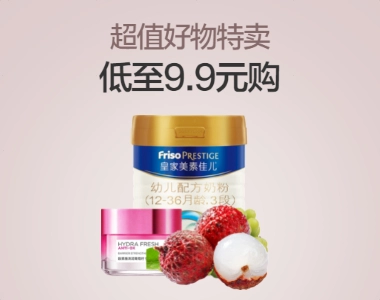 超值好物特卖
低至9.9元购
Friso PRESTIGE
皇家美素佳儿
幼儿配方奶粉
(12-36月龄,3段)
HYDRA FRESH